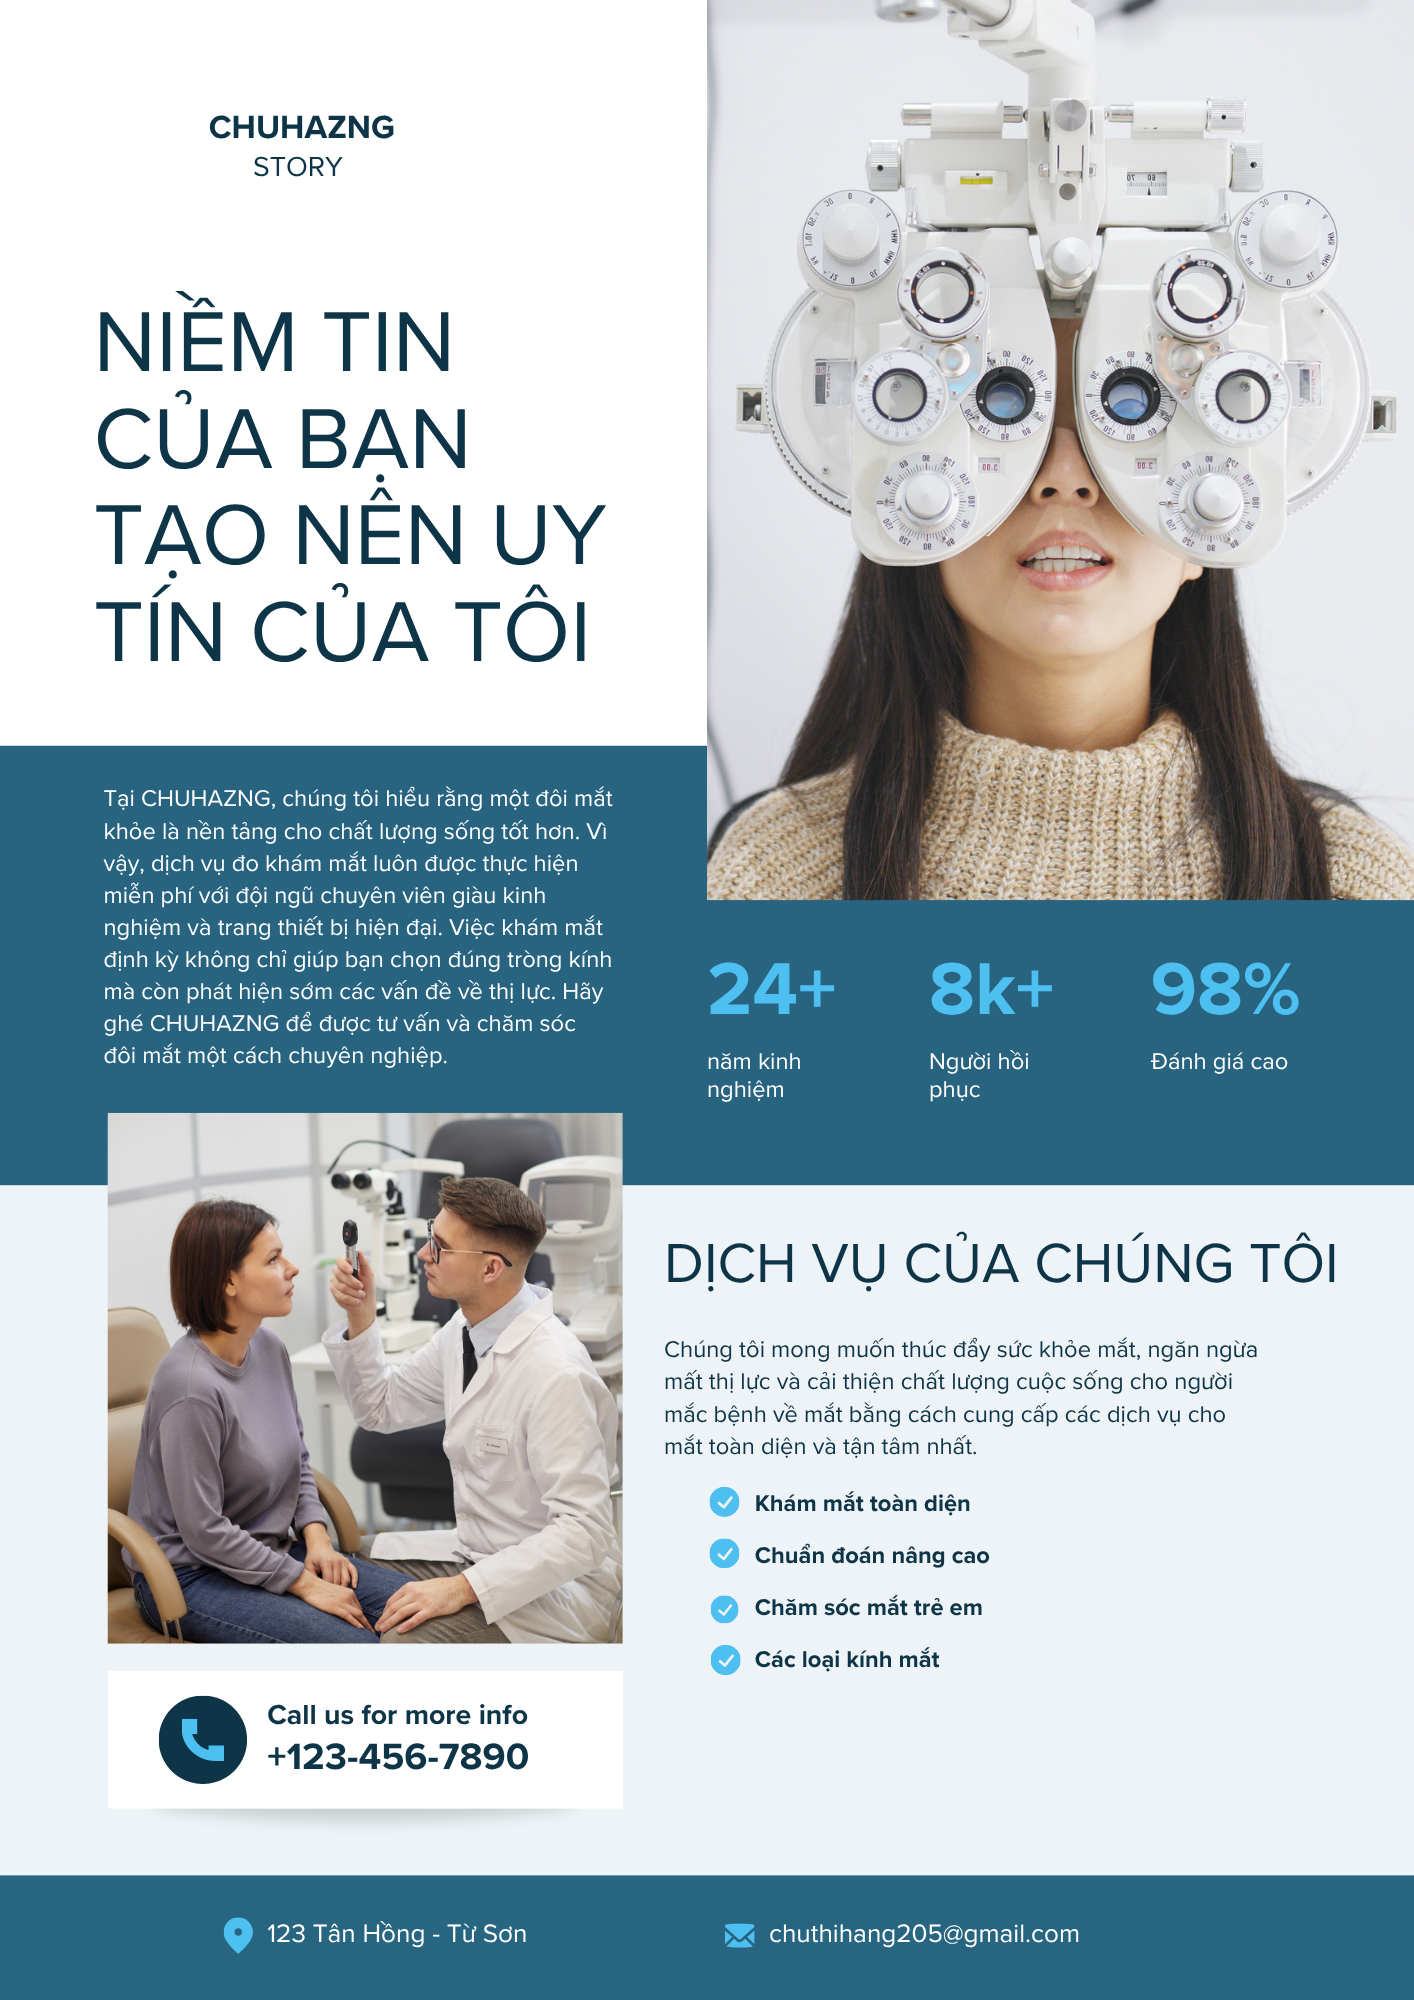 CHUHAZNG
STORY
NIỀM TIN
CỦA BẠN
TẠO NÊN UY
TÍN CỦA TÔI
Tại CHUHAZNG, chúng tôi hiểu rằng một đôi mắt
khỏe là nền tảng cho chất lượng sống tốt hơn. Vì
vậy, dịch vụ đo khám mắt luôn được thực hiện
miễn phí với đội ngũ chuyên viên giàu kinh
nghiệm và trang thiết bị hiện đại. Việc khám mắt
định kỳ không chỉ giúp bạn chọn đúng tròng kính
mà còn phát hiện sớm các vấn đề về thị lực. Hãy
ghé CHUHAZNG để được tư vấn và chăm sóc
đôi mắt một cách chuyên nghiệp.
24+
năm kinh
nghiệm
8k+
Người hồi
phục
98%
Đánh giá cao
DỊCH VỤ CỦA CHÚNG TÔI
Chúng tôi mong muốn thúc đẩy sức khỏe mắt, ngăn ngừa
mất thị lực và cải thiện chất lượng cuộc sống cho người
mắc bệnh về mắt bằng cách cung cấp các dịch vụ cho
mắt toàn diện và tận tâm nhất.
Khám mắt toàn diện
Chuẩn đoán nâng cao
Chăm sóc mắt trẻ em
Các loại kính mắt
Call us for more info
+123-456-7890
123 Tân Hồng - Từ Sơn
chuthihang205@gmail.com